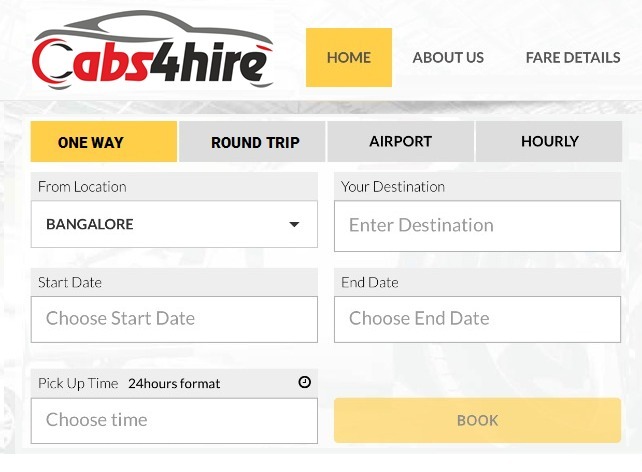 Cabs4hire
HOME ABOUT US FARE DETAILS
ONE WAY ROUND TRIP AIRPORT HOURLY
From Location Your Destination
BANGALORE Enter Destination
Start Date End Date
Choose Start Date Choose End Date
Pick Up Time 24hours format
Choose time BOOK